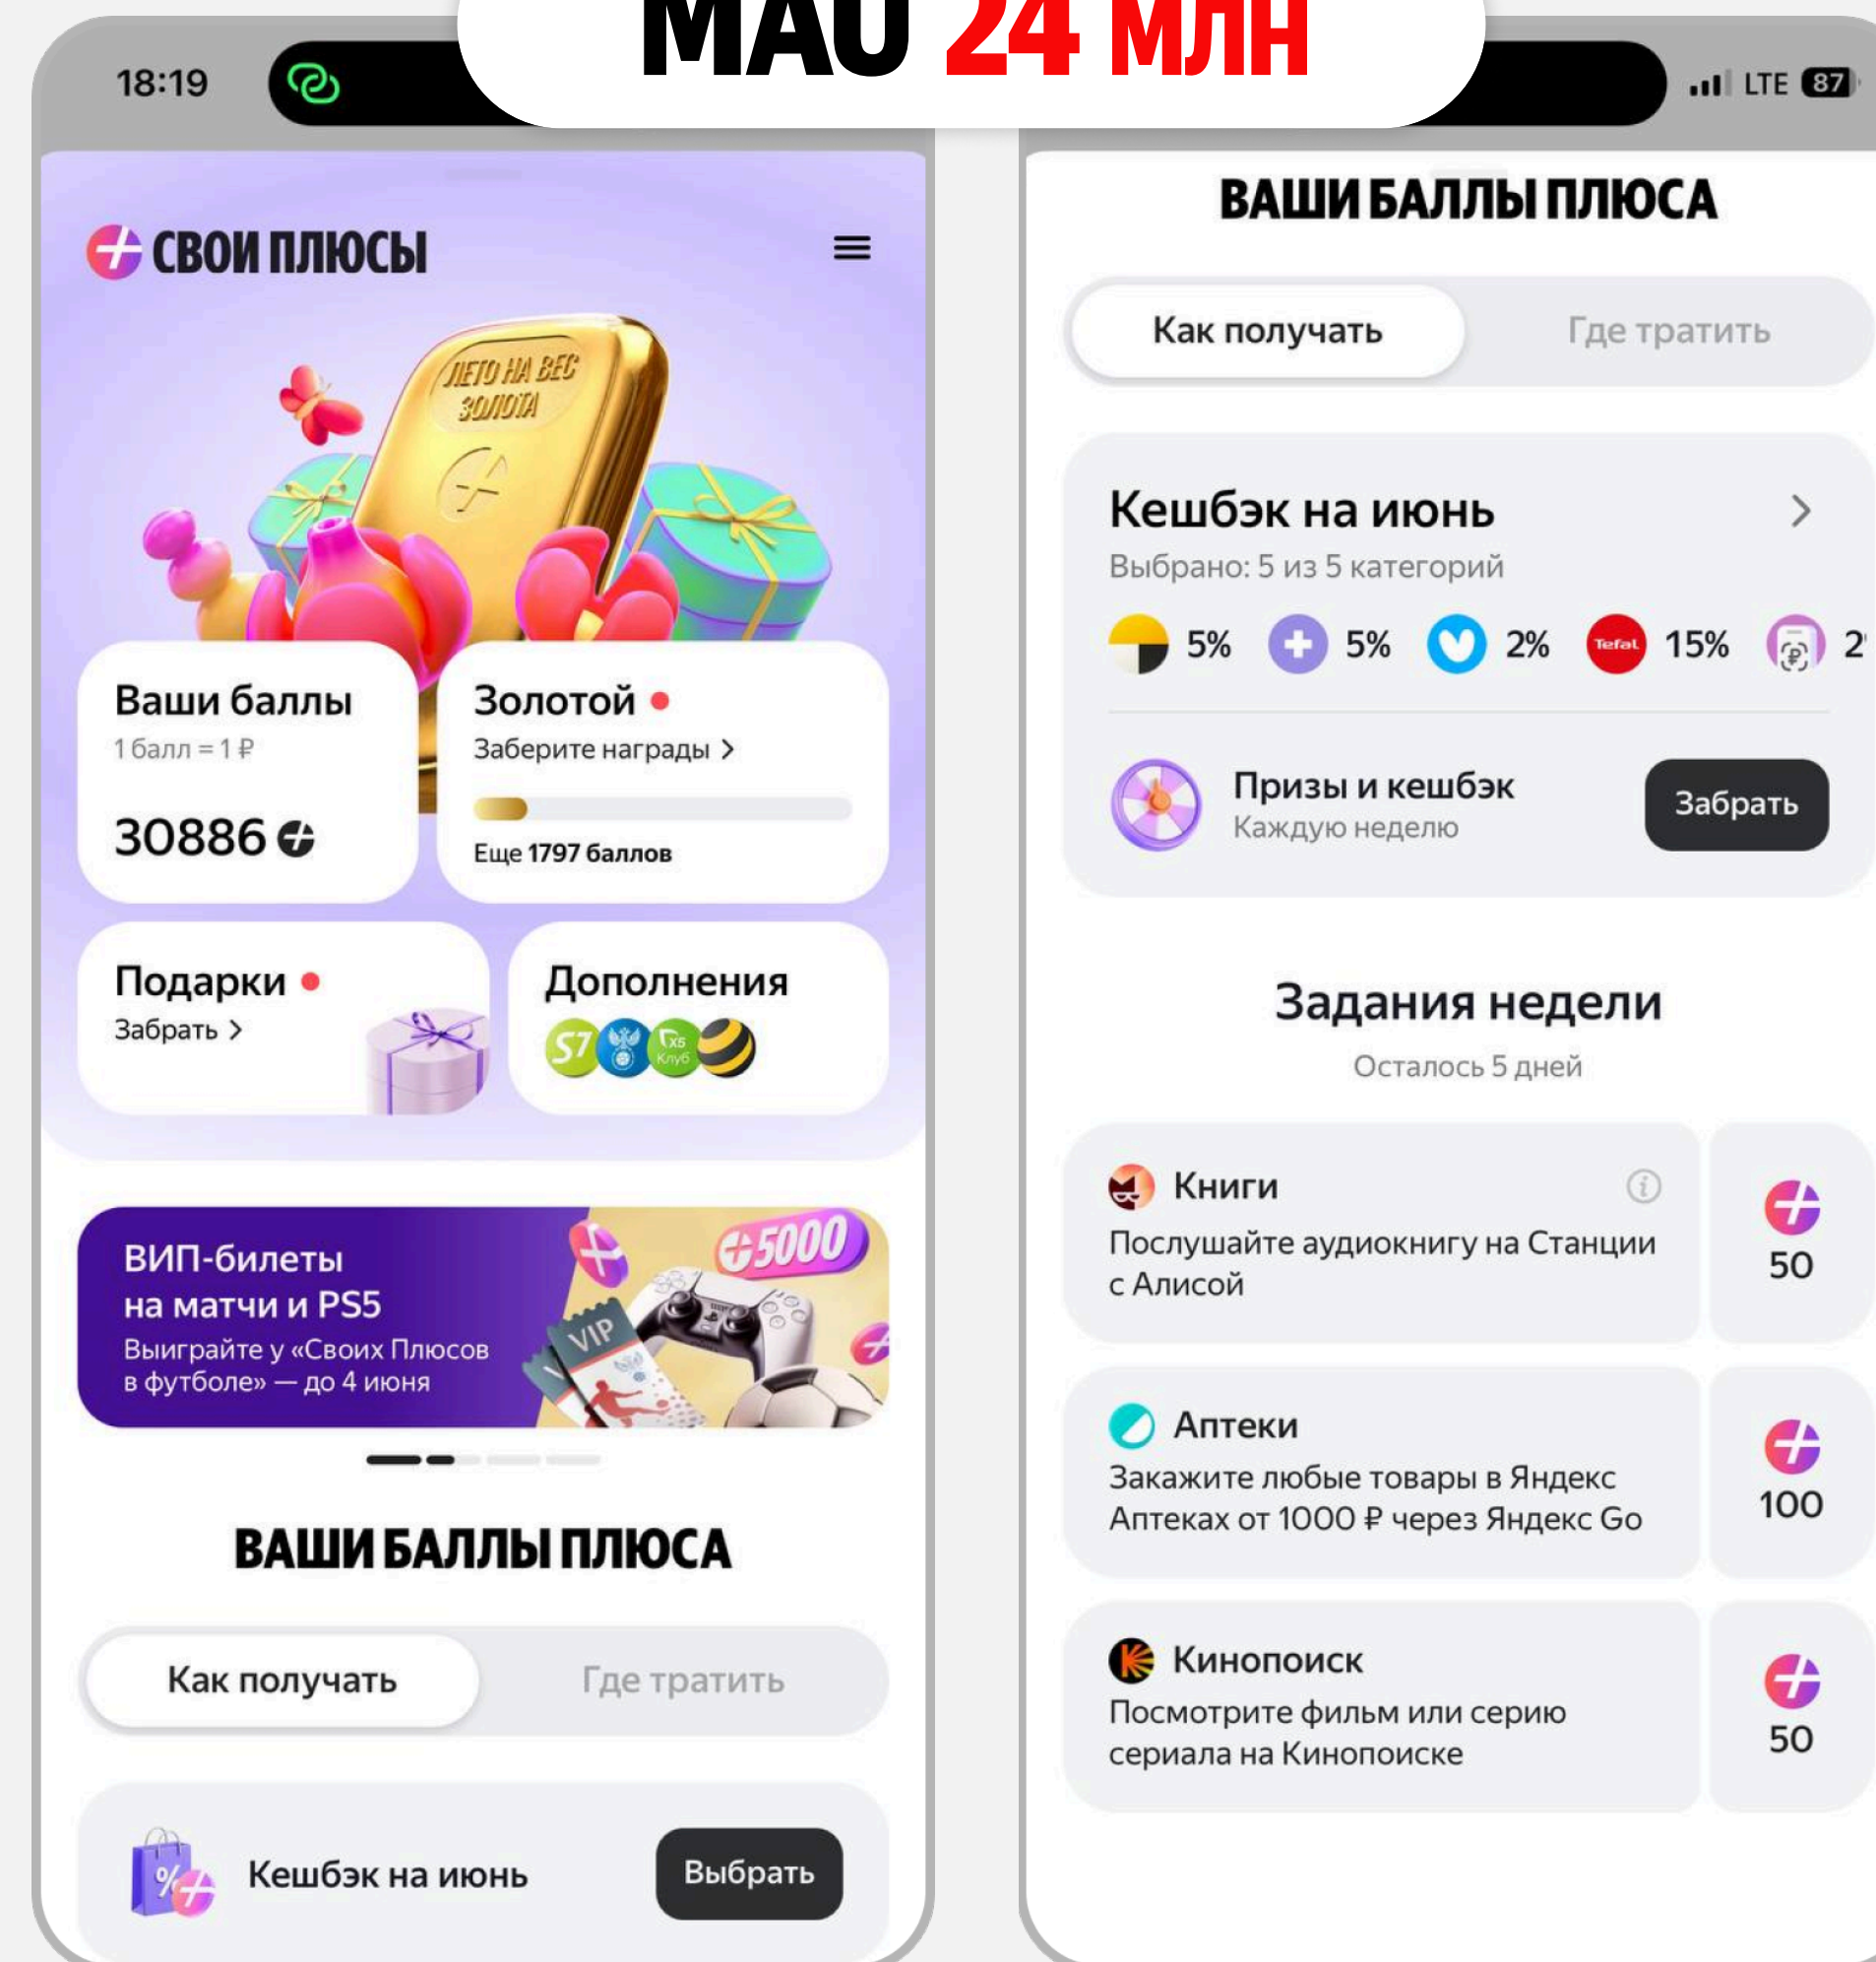 MAU 24 МЛН
18:19
СВОИ ПЛЮСЫ
ЛЕТО НА ВЕС
ЗОЛОТА
Ваши баллы
1 балл = 1 ₽
30886
Золотой
Заберите награды >
Еще 1797 баллов
Подарки
Забрать >
Дополнения
S7
X5
Клуб
ВИП-билеты
на матчи и PS5
Выиграйте у «Своих Плюсов
в футболе» — до 4 июня
5000
VIP
ВАШИ БАЛЛЫ ПЛЮСА
Как получать
Где тратить
%
Кешбэк на июнь
Выбрать
LTE 87
ВАШИ БАЛЛЫ ПЛЮСА
Как получать
Где тратить
Кешбэк на июнь
Выбрано: 5 из 5 категорий
5%
5%
2%
Tefal
15%
₽
2
Призы и кешбэк
Каждую неделю
Забрать
Задания недели
Осталось 5 дней
Книги
Послушайте аудиокнигу на Станции
с Алисой
50
Аптеки
Закажите любые товары в Яндекс
Аптеках от 1000 ₽ через Яндекс Go
100
Кинопоиск
Посмотрите фильм или серию
сериала на Кинопоиске
50